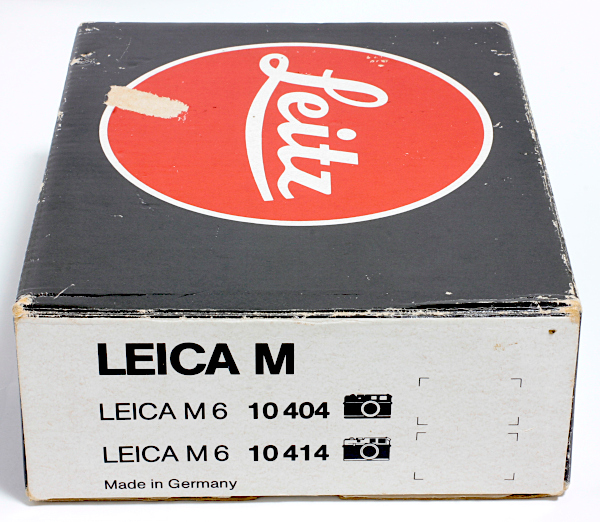 Leitz
LEICA M
LEICA M 6 10 404
LEICA M 6 10 414
Made in Germany